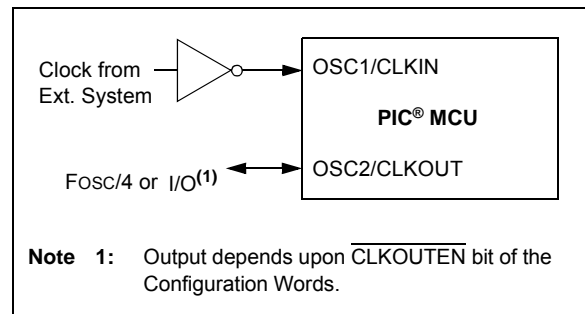 Clock from
Ext. System
OSC1/CLKIN
PIC® MCU
FOSC/4 or I/O(1)
OSC2/CLKOUT
Note 1: Output depends upon CLKOUTEN bit of the
Configuration Words.